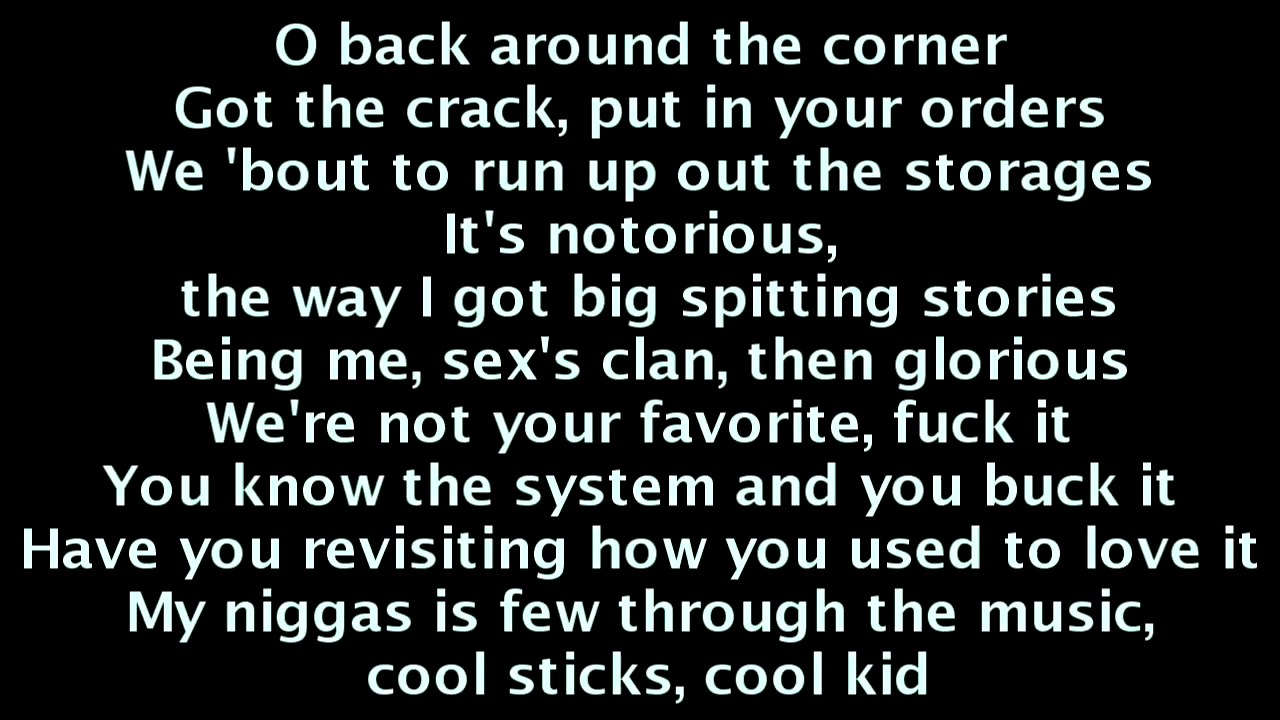 O back around the corner
Got the crack, put in your orders
We 'bout to run up out the storages
It's notorious,
the way I got big spitting stories
Being me, sex's clan, then glorious
We're not your favorite, fuck it
You know the system and you buck it
Have you revisiting how you used to love it
My niggas is few through the music,
cool sticks, cool kid